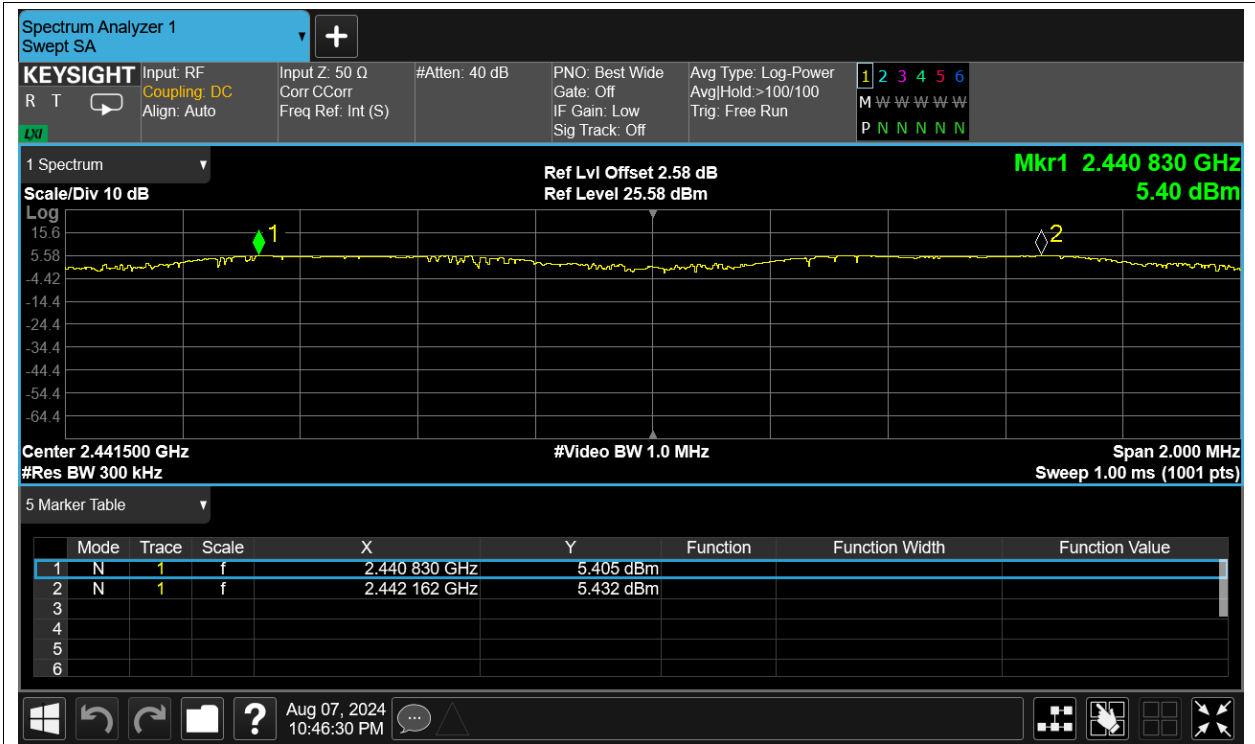 Spectrum Analyzer 1
Swept SA
KEYSIGHT
R T
LXI
Input: RF
Coupling: DC
Align: Auto
Input Z: 50 Ω
Corr CCorr
Freq Ref: Int (S)
#Atten: 40 dB
PNO: Best Wide
Gate: Off
IF Gain: Low
Sig Track: Off
Avg Type: Log-Power
Avg|Hold:>100/100
Trig: Free Run
1 2 3 4 5 6
M W W W W W
P N N N N N
1 Spectrum
Scale/Div 10 dB
Ref Lvl Offset 2.58 dB
Ref Level 25.58 dBm
Mkr1 2.440 830 GHz
5.40 dBm
Log
15.6
5.58
-4.42
-14.4
-24.4
-34.4
-44.4
-54.4
-64.4
1
2
Center 2.441500 GHz
#Res BW 300 kHz
#Video BW 1.0 MHz
Span 2.000 MHz
Sweep 1.00 ms (1001 pts)
5 Marker Table
Mode Trace Scale X Y Function Function Width Function Value
1 N 1 f 2.440 830 GHz 5.405 dBm
2 N 1 f 2.442 162 GHz 5.432 dBm
3
4
5
6
?
Aug 07, 2024
10:46:30 PM